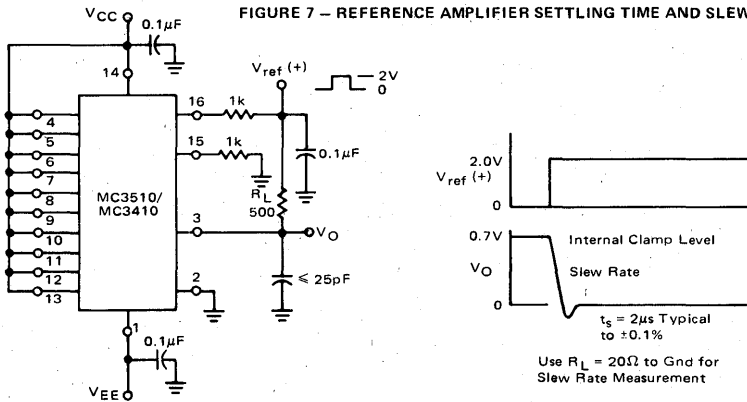 FIGURE 7 – REFERENCE AMPLIFIER SETTLING TIME AND SLEW
VCC
0.1μF
14
Vref (+)
2V
0
16
1k
15
1k
0.1μF
4
5
6
7
8
9
10
11
12
13
MC3510/
MC3410
RL
500
3
VO
≤ 25pF
2
1
0.1μF
VEE
2.0V
Vref (+)
0
0.7V
Internal Clamp Level
VO
Slew Rate
0
ts = 2μs Typical
to ±0.1%
Use RL = 20Ω to Gnd for
Slew Rate Measurement